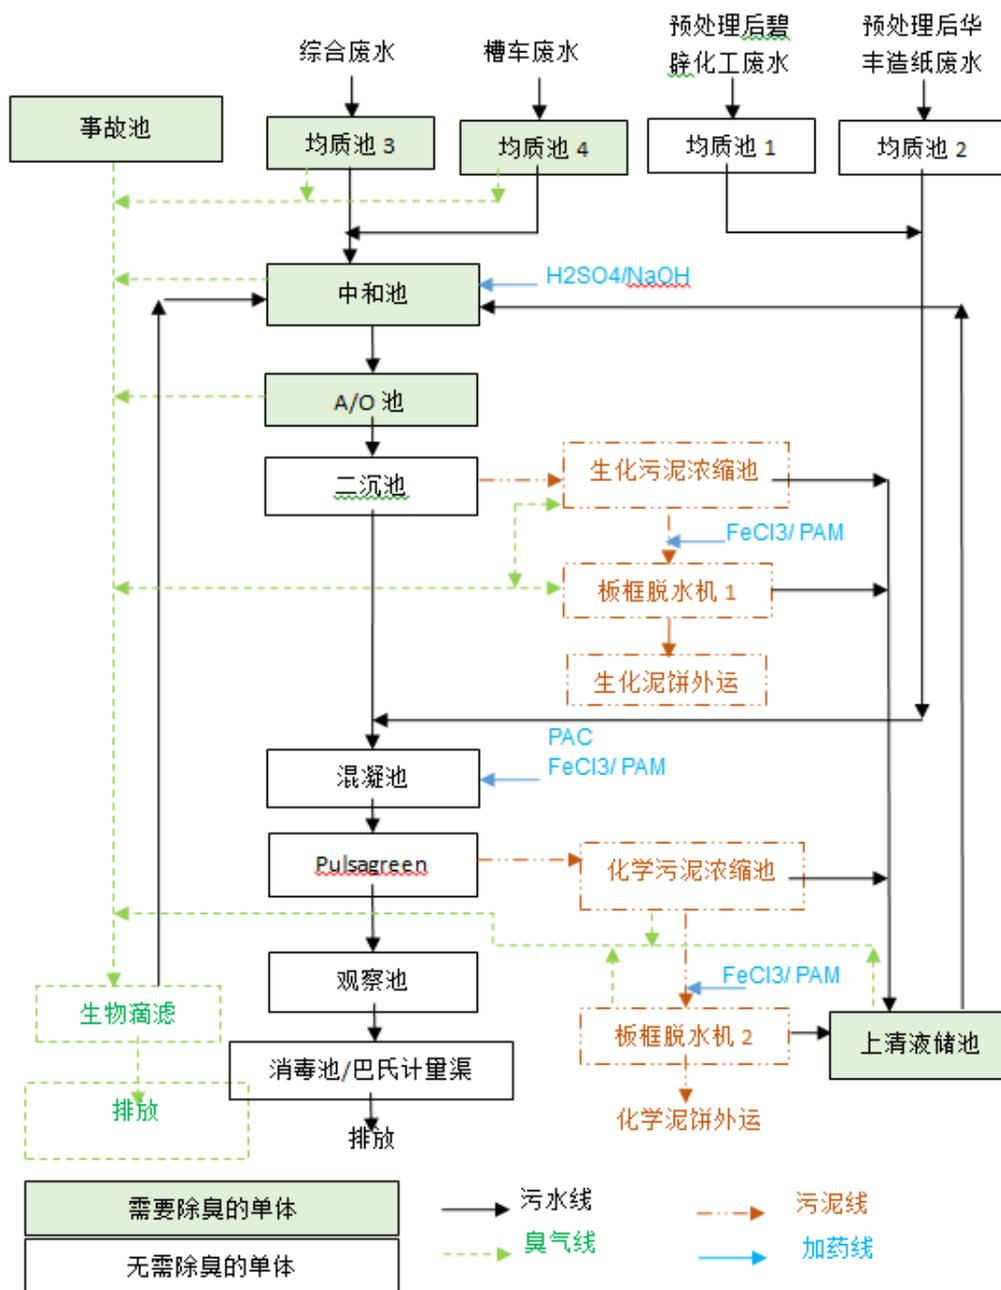 综合废水
槽车废水
预处理后碧
辟化工废水
预处理后华
丰造纸废水
事故池
均质池 3
均质池 4
均质池 1
均质池 2
H2SO4/NaOH
中和池
A/O 池
二沉池
生化污泥浓缩池
FeCl3/ PAM
板框脱水机 1
生化泥饼外运
PAC
FeCl3/ PAM
混凝池
Pulsagreen
化学污泥浓缩池
观察池
FeCl3/ PAM
生物滴滤
板框脱水机 2
上清液储池
消毒池/巴氏计量渠
排放
排放
化学泥饼外运
需要除臭的单体
污水线
污泥线
臭气线
加药线
无需除臭的单体